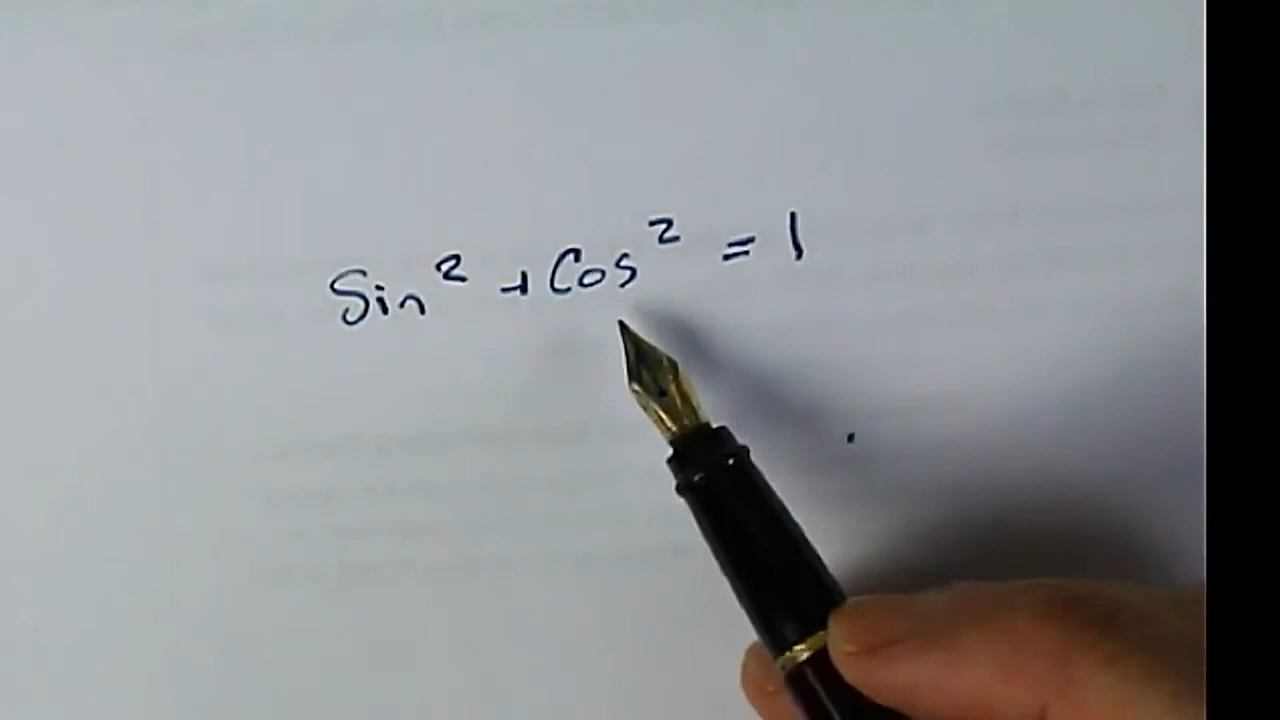 Sin² + Cos² = 1